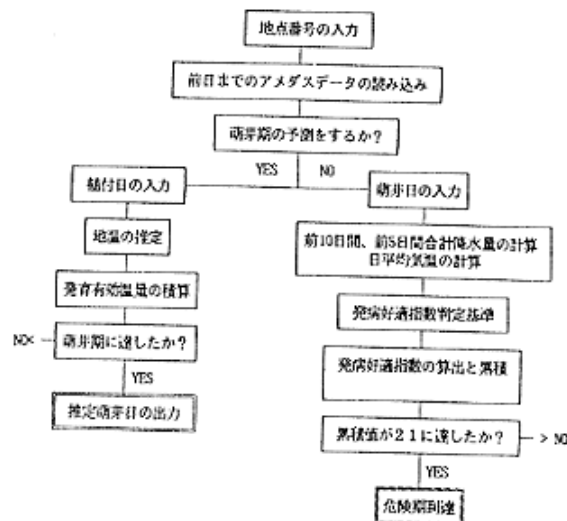 地点番号の入力
前日までのアメダスデータの読み込み
萌芽期の予測をするか?
YES
NO
植付日の入力
地温の推定
発育有効温量の積算
萌芽期に達したか?
NO<
YES
推定萌芽日の出力
萌芽日の入力
前10日間、前5日間合計降水量の計算
日平均気温の計算
発病好適指数判定基準
発病好適指数の算出と累積
累積値が21に達したか?
> NO
YES
危険期到達